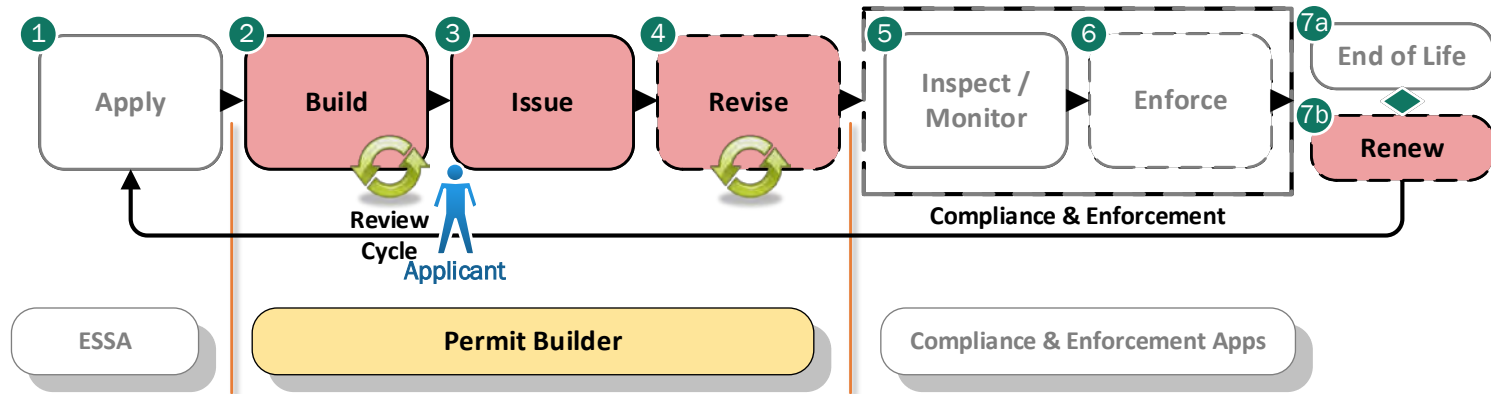 1
Apply
2
Build
3
Issue
4
Revise
5
Inspect /
Monitor
6
Enforce
7a
End of Life
7b
Renew
Review
Cycle
Applicant
Compliance & Enforcement
ESSA
Permit Builder
Compliance & Enforcement Apps